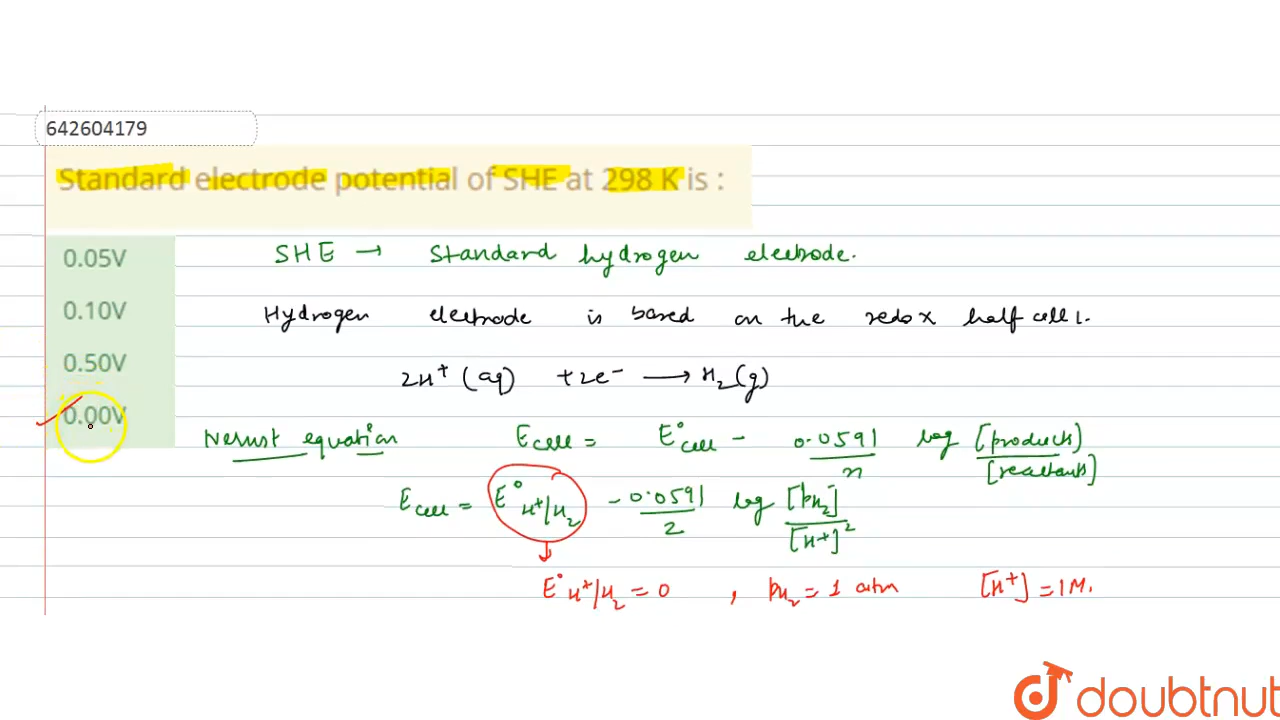 642604179
Standard electrode potential of SHE at 298 K is :
0.05V
0.10V
0.50V
0.00V
SHE → Standard hydrogen electrode.
Hydrogen electrode is based on the redox half cell.
2H⁺ (aq) + 2e⁻ → H₂(g)
Nernst equation E cell = E° cell - 0.0591/n log [products]/[reactants]
E cell = E° H⁺/H₂ - 0.0591/2 log [pH₂]/[H⁺]²
E° H⁺/H₂ = 0 , pH₂ = 1 atm [H⁺] = 1M.
doubtnut